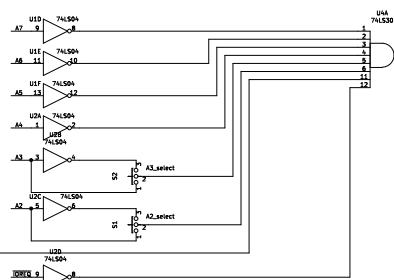 U4A
74LS30
U1D 74LS04
A7 9 8 1
2
U1E 74LS04 3
A6 11 10 4
5
U1F 74LS04 6
A5 13 12 11
12
U2A 74LS04
A4 1 2
U2B
74LS04
A3 3 4
3
A3_select
S2 2
1
U2C 74LS04
A2 5 6
3
A2_select
S1 2
1
U2D
74LS04
IORQ 9 8